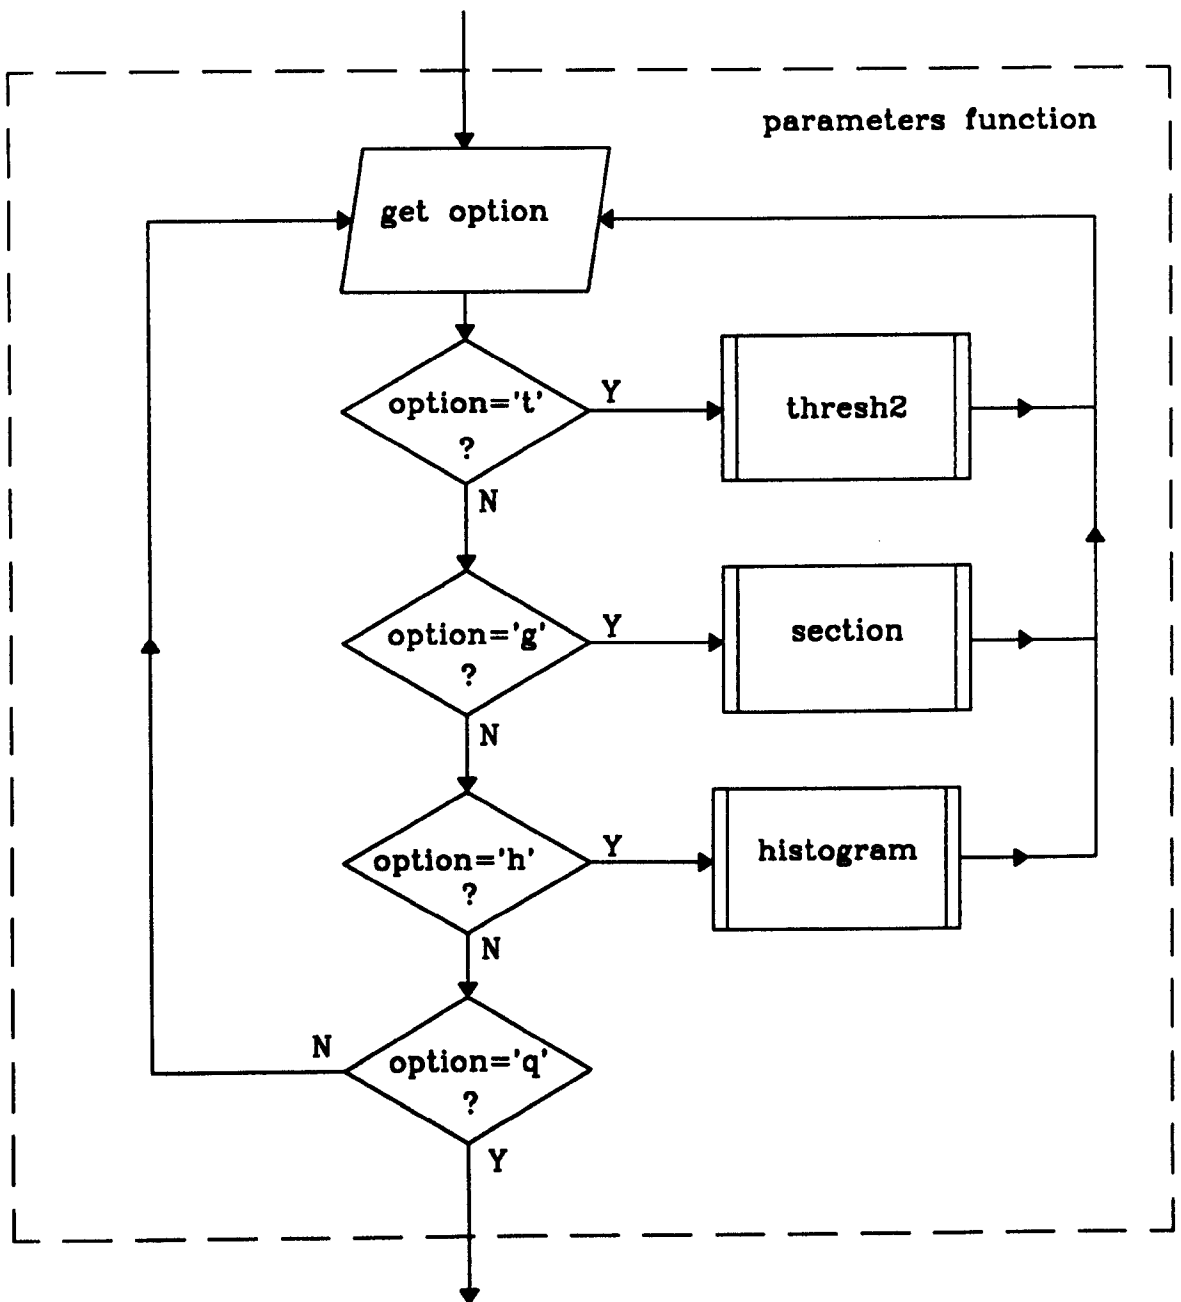 parameters function
get option
option='t'
?
Y
thresh2
N
option='g'
?
Y
section
N
option='h'
?
Y
histogram
N
option='q'
?
N
Y